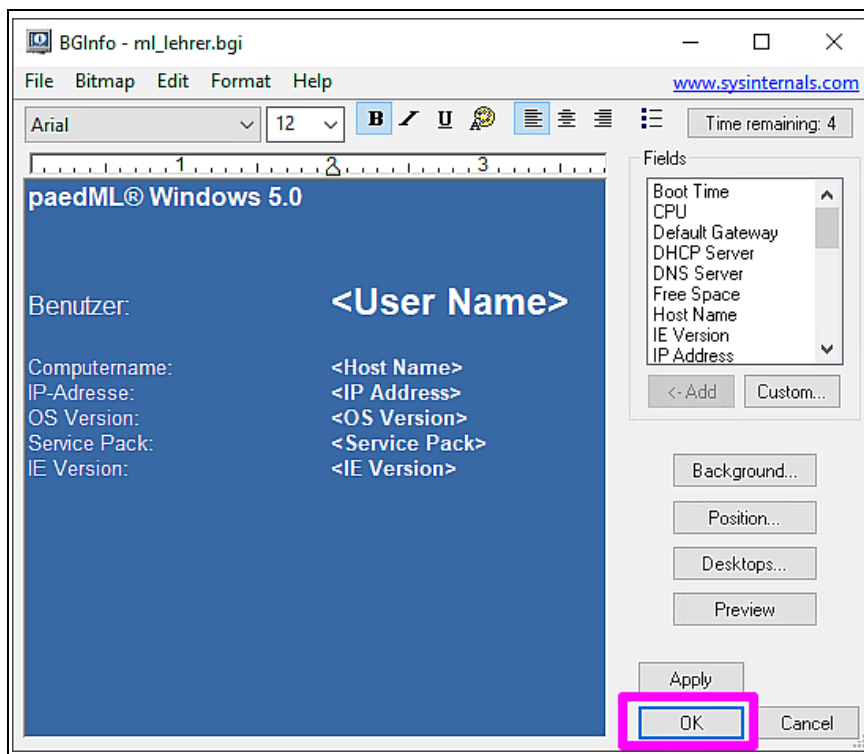 BGInfo - ml_lehrer.bgi
File Bitmap Edit Format Help www.sysinternals.com
Arial 12 B U A Time remaining: 4
1 2 3
Fields
Boot Time
CPU
Default Gateway
DHCP Server
DNS Server
Free Space
Host Name
IE Version
IP Address
<- Add Custom...
paedML® Windows 5.0
Benutzer: <User Name>
Computername: <Host Name>
IP-Adresse: <IP Address>
OS Version: <OS Version>
Service Pack: <Service Pack>
IE Version: <IE Version>
Background...
Position...
Desktops...
Preview
Apply
OK Cancel